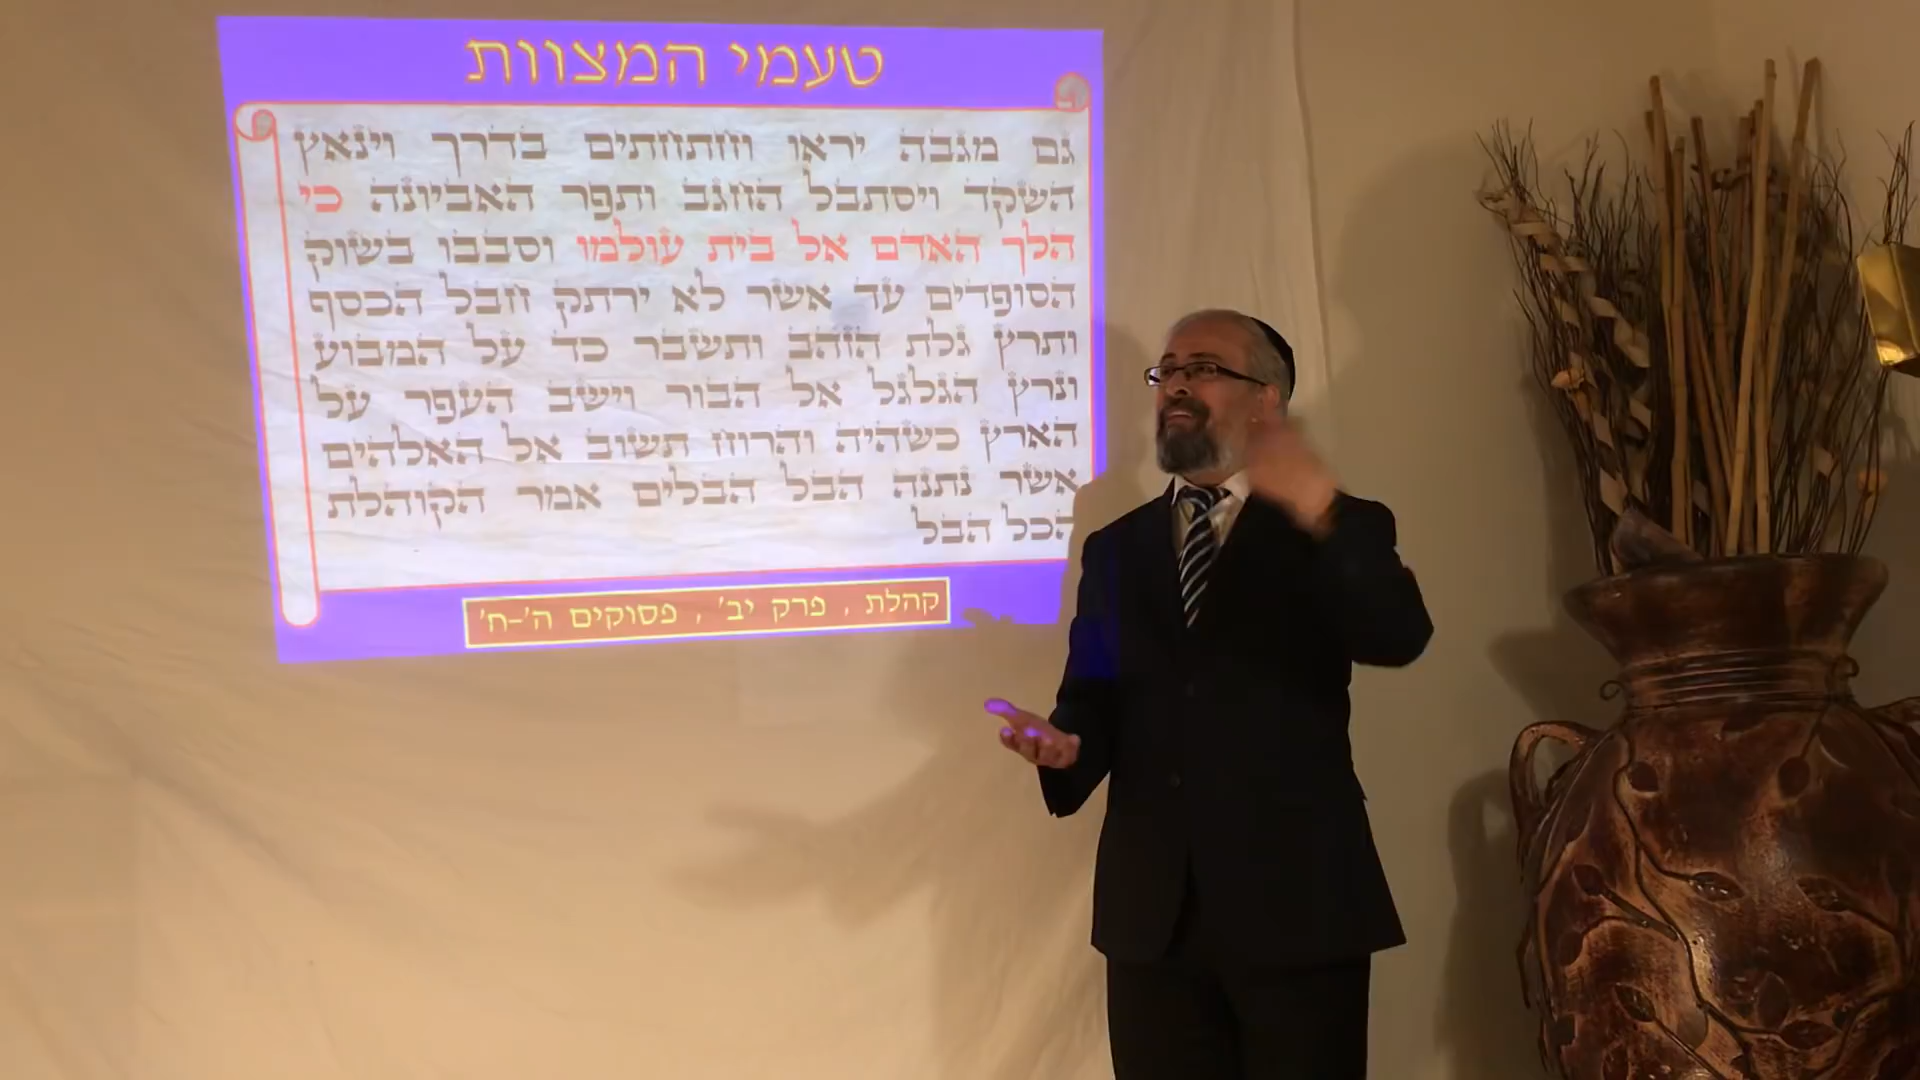 טעמי המצוות
גם מגבה יראו וחתחתים בדרך וינאץ
השקד ויסתבל החגב ותפר האביונה כי
הלך האדם אל בית עולמו וסבבו בשוק
הסופדים עד אשר לא ירתק חבל הכסף
ותרץ גלת הזהב ותשבר כד על המבוע
ונרץ הגלגל אל הבור וישב העפר על
הארץ כשהיה והרוח תשוב אל האלהים
אשר נתנה הבל הבלים אמר הקוהלת
הכל הבל
קהלת , פרק יב' , פסוקים ה'-ח'